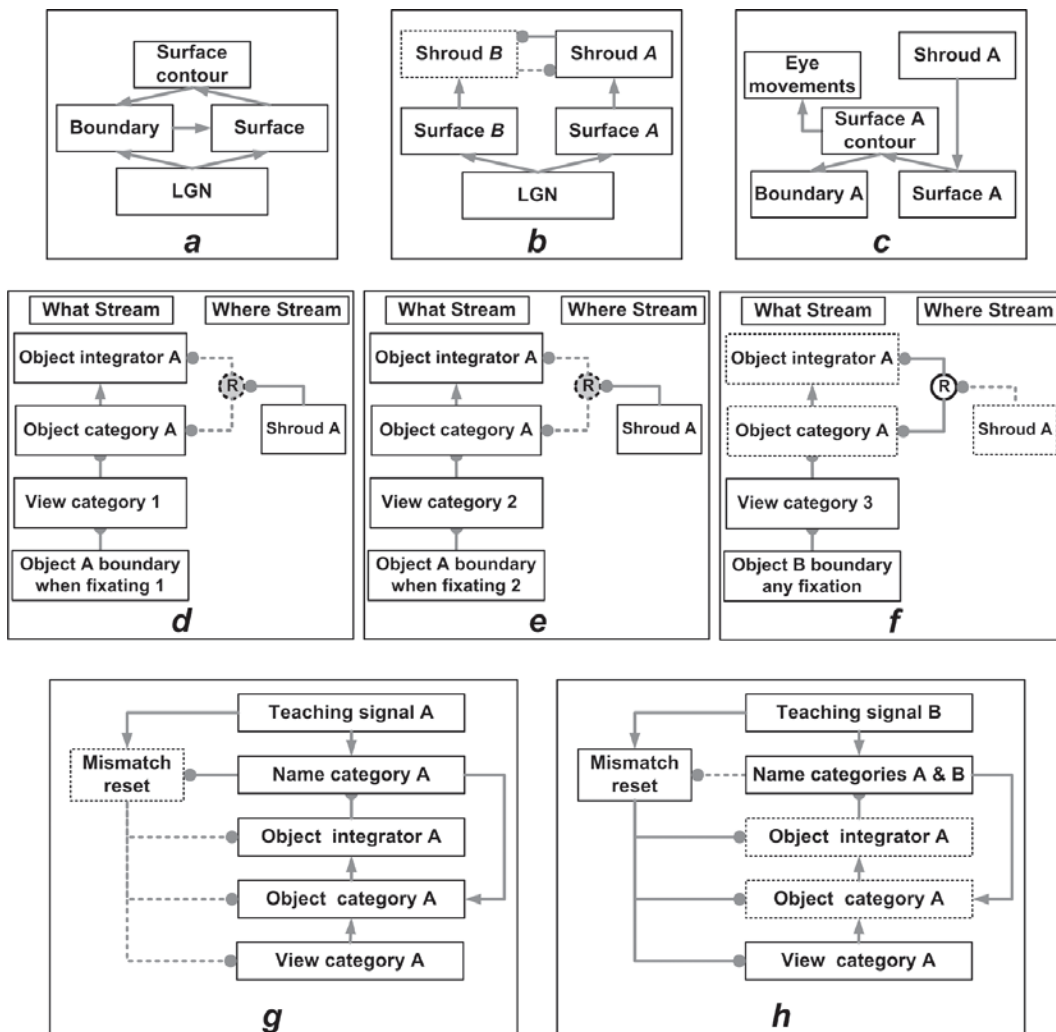 Surface
contour
Boundary
Surface
LGN
a
Shroud B
Shroud A
Surface B
Surface A
LGN
b
Shroud A
Eye
movements
Surface A
contour
Boundary A
Surface A
c
What Stream
Where Stream
Object integrator A
R
Object category A
Shroud A
View category 1
Object A boundary
when fixating 1
d
What Stream
Where Stream
Object integrator A
R
Object category A
Shroud A
View category 2
Object A boundary
when fixating 2
e
What Stream
Where Stream
Object integrator A
R
Object category A
Shroud A
View category 3
Object B boundary
any fixation
f
Teaching signal A
Mismatch
reset
Name category A
Object integrator A
Object category A
View category A
g
Teaching signal B
Mismatch
reset
Name categories A & B
Object integrator A
Object category A
View category A
h